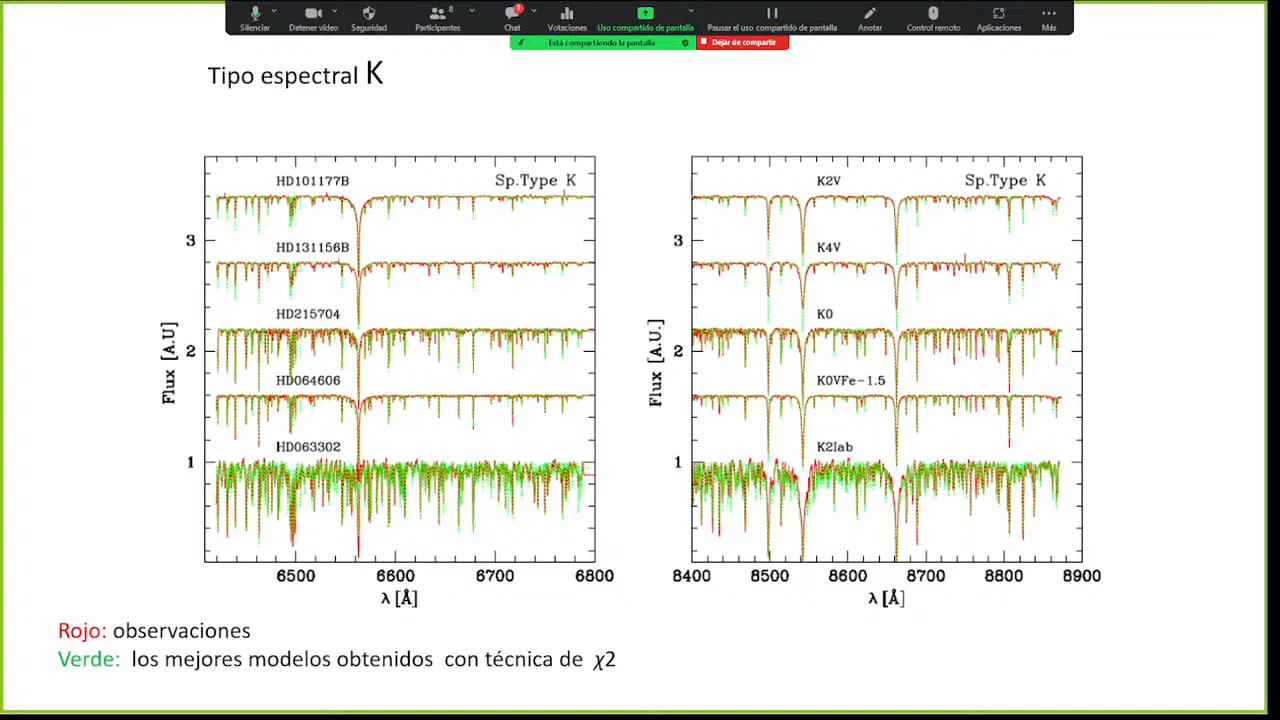 Silenciar Detener video Seguridad Participantes 8 Chat 1 Votaciones Uso compartido de pantalla Pausar el uso compartido de pantalla Anotar Control remoto Aplicaciones Más
Está compartiendo la pantalla Dejar de compartir
Tipo espectral K
HD101177B Sp.Type K
HD131156B
HD215704
HD064606
HD063302
3
2
1
Flux [A.U]
6500 6600 6700 6800
λ [Å]
K2V Sp.Type K
K4V
K0
K0VFe-1.5
K2Iab
3
2
1
Flux [A.U.]
8400 8500 8600 8700 8800 8900
λ [Å]
Rojo: observaciones
Verde: los mejores modelos obtenidos con técnica de χ2